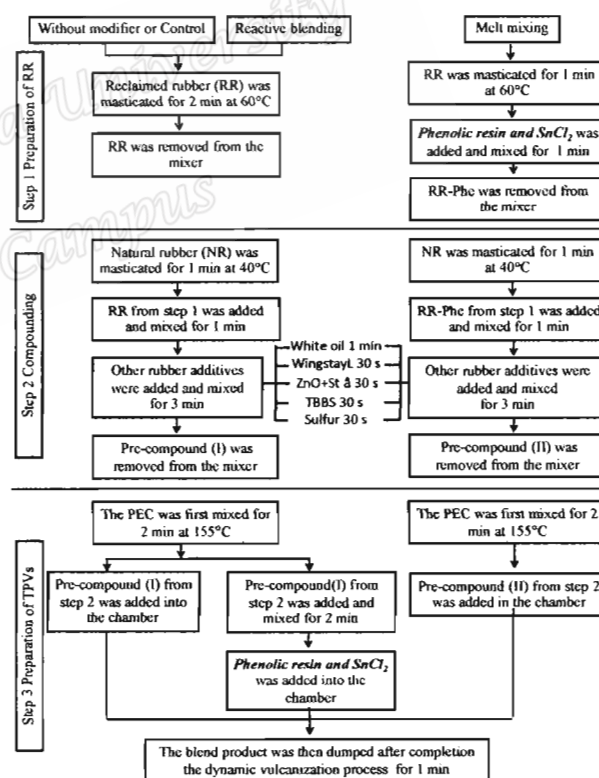 Without modifier or Control
Reactive blending
Melt mixing
Step 1 Preparation of RR
Reclaimed rubber (RR) was
masticated for 2 min at 60°C
RR was removed from the
mixer
RR was masticated for 1 min
at 60°C
Phenolic resin and SnCl2 was
added and mixed for 1 min
RR-Phe was removed from
the mixer
University
Campus
Step 2 Compounding
Natural rubber (NR) was
masticated for 1 min at 40°C
RR from step 1 was added
and mixed for 1 min
Other rubber additives
were added and mixed
for 3 min
Pre-compound (I) was
removed from the mixer
White oil 1 min
WingstayL 30 s
ZnO+St å 30 s
TBBS 30 s
Sulfur 30 s
NR was masticated for 1 min
at 40°C
RR-Phe from step 1 was added
and mixed for 1 min
Other rubber additives were
added and mixed
for 3 min
Pre-compound (II) was
removed from the mixer
Step 3 Preparation of TPVs
The PEC was first mixed for
2 min at 155°C
Pre-compound (I) from
step 2 was added into
the chamber
Pre-compound(I) from
step 2 was added and
mixed for 2 min
Phenolic resin and SnCl2
was added into the
chamber
The PEC was first mixed for 2
min at 155°C
Pre-compound (II) from step 2
was added in the chamber
The blend product was then dumped after completion
the dynamic vulcanization process for 1 min